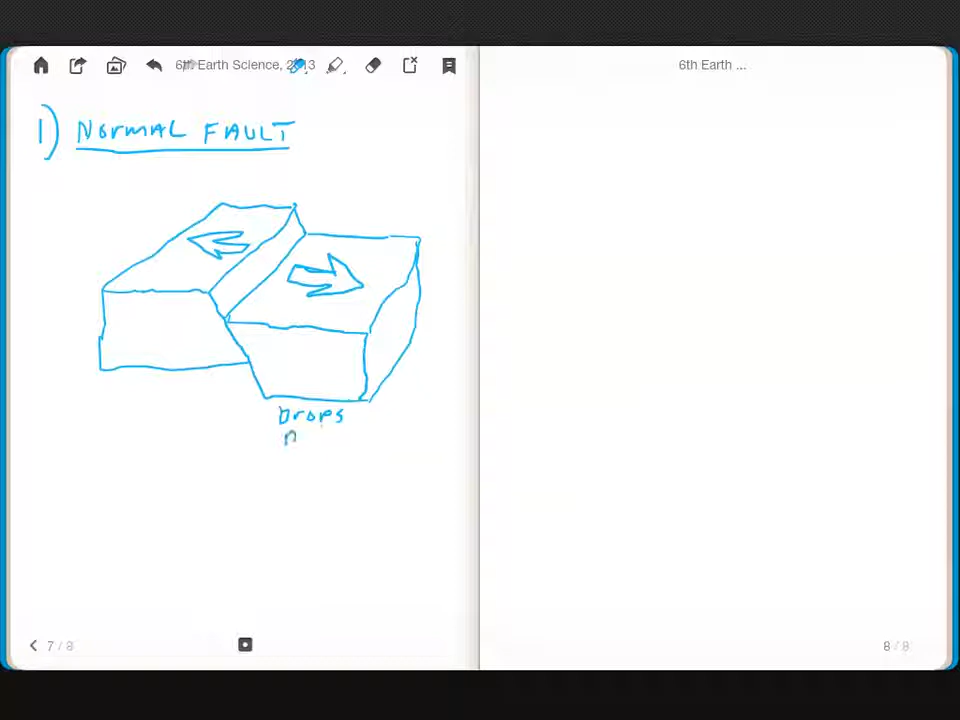 6th Earth Science, 2013
6th Earth ...
1) NORMAL FAULT
Drops
7 / 8
8 / 8